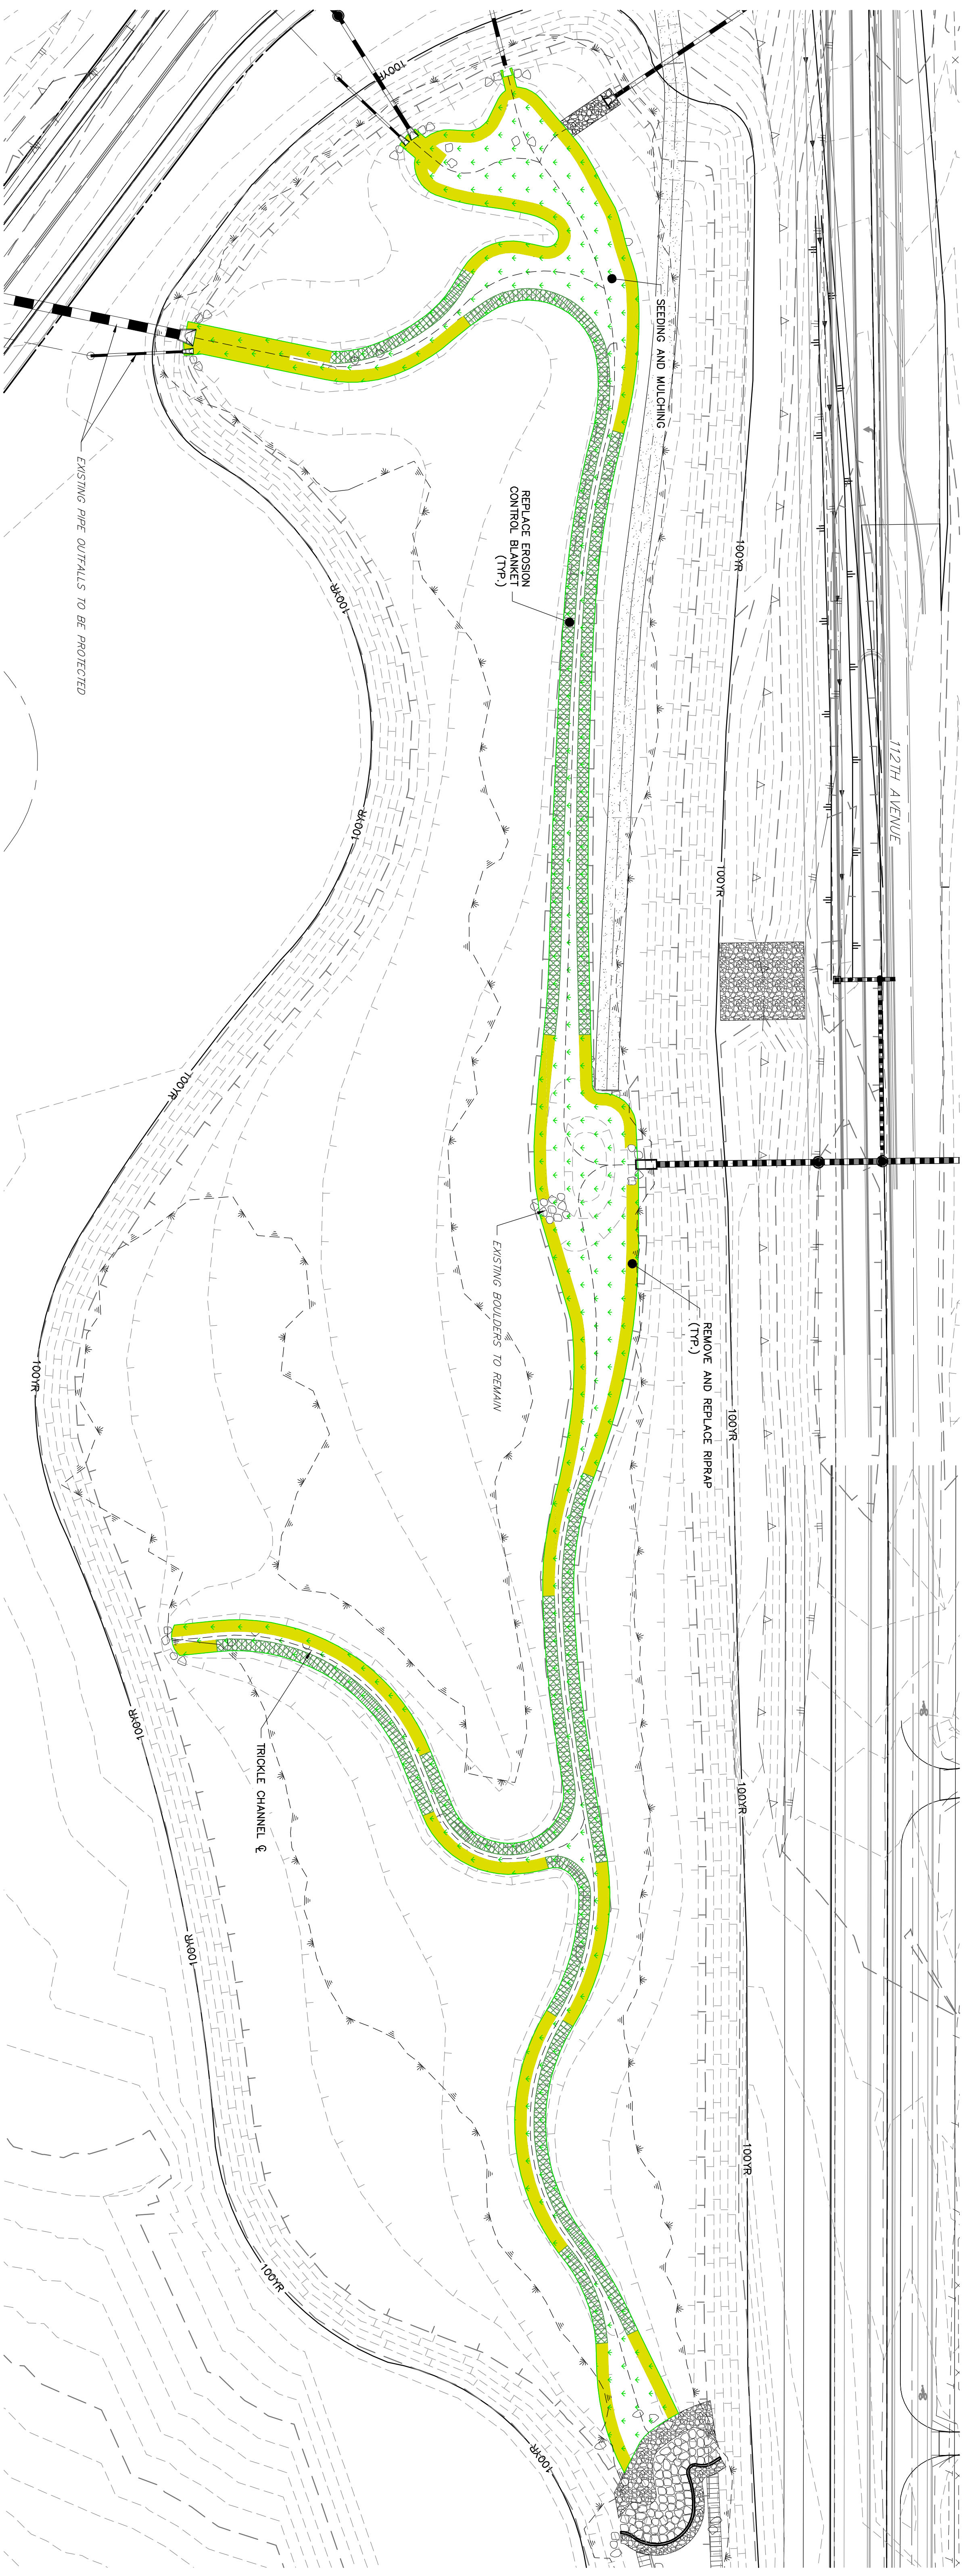 100YR
SEEDING AND MULCHING
EXISTING PIPE OUTFALLS TO BE PROTECTED
REPLACE EROSION
CONTROL BLANKET
(TYP.)
100YR
100YR
112TH AVENUE
100YR
100YR
100YR
EXISTING BOULDERS TO REMAIN
REMOVE AND REPLACE RIPRAP
(TYP.)
100YR
100YR
TRICKLE CHANNEL ℄
100YR
100YR
100YR
100YR
100YR
100YR